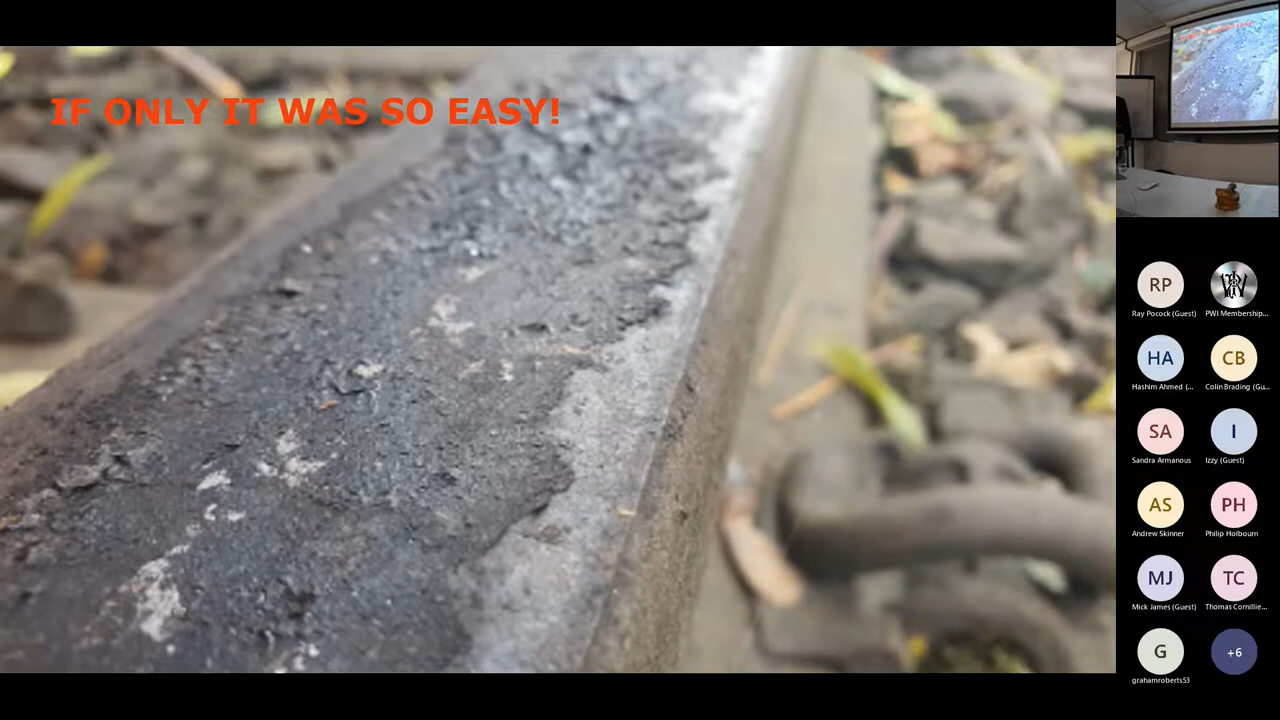 IF ONLY IT WAS SO EASY!
RP
Ray Pocock (Guest)
PWI Membership...
HA
CB
Hashim Ahmed (...
Colin Brading (Gu...
SA
I
Sandra Armanous
Izzy (Guest)
AS
PH
Andrew Skinner
Philip Holbourn
MJ
TC
Mick James (Guest)
Thomas Cornillie...
G
+6
grahamroberts53